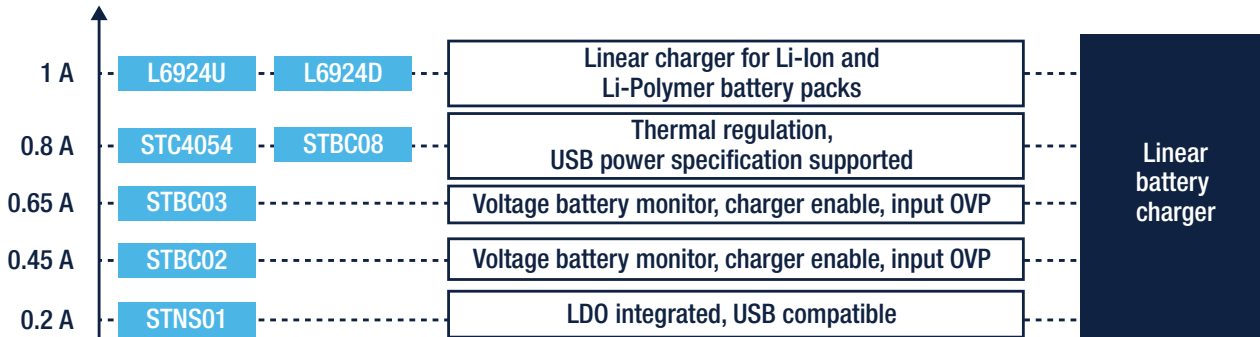 1 A L6924U L6924D Linear charger for Li-Ion and
Li-Polymer battery packs
0.8 A STC4054 STBC08 Thermal regulation,
USB power specification supported
0.65 A STBC03 Voltage battery monitor, charger enable, input OVP
0.45 A STBC02 Voltage battery monitor, charger enable, input OVP
0.2 A STNS01 LDO integrated, USB compatible
Linear
battery
charger